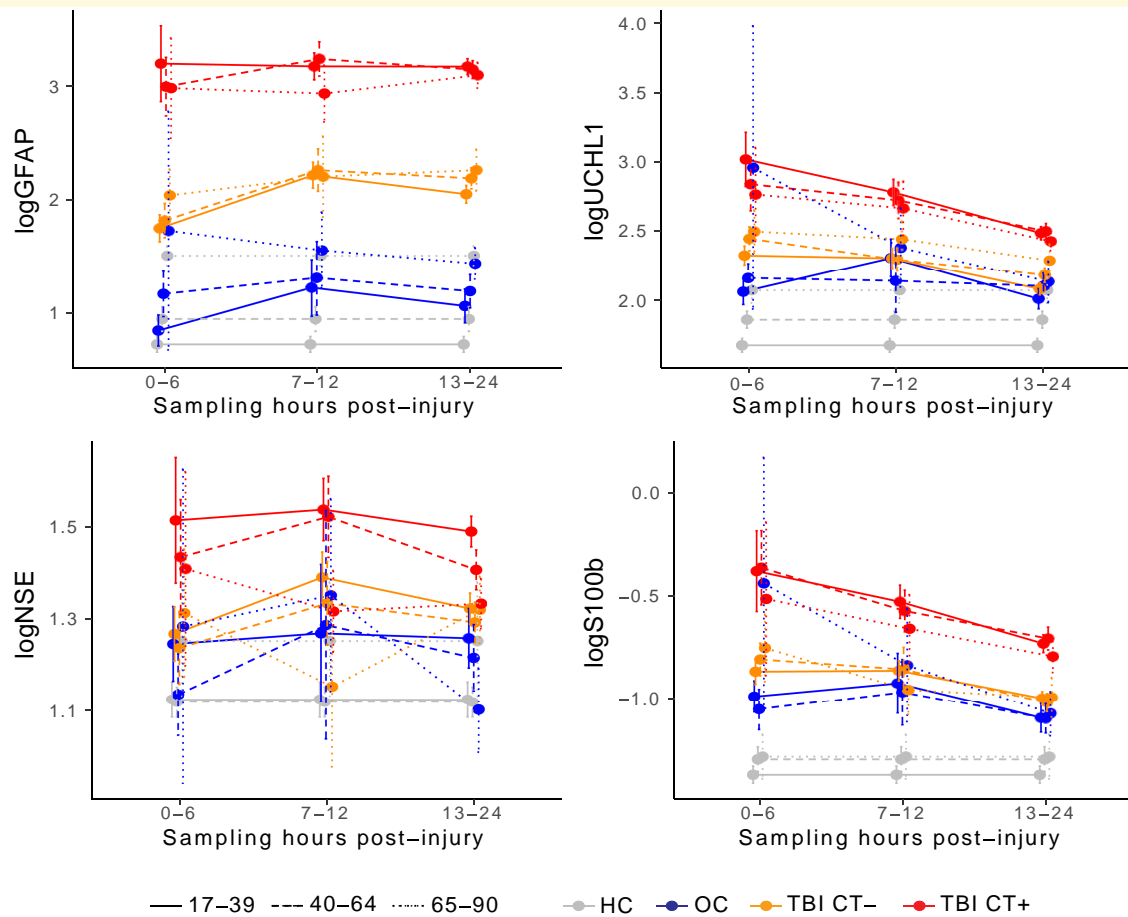 logGFAP
3
2
1
0–6
7–12
13–24
Sampling hours post–injury
logUCHL1
4.0
3.5
3.0
2.5
2.0
0–6
7–12
13–24
Sampling hours post–injury
logNSE
1.5
1.3
1.1
0–6
7–12
13–24
Sampling hours post–injury
logS100b
0.0
−0.5
−1.0
0–6
7–12
13–24
Sampling hours post–injury
17–39 40–64 65–90 HC OC TBI CT− TBI CT+